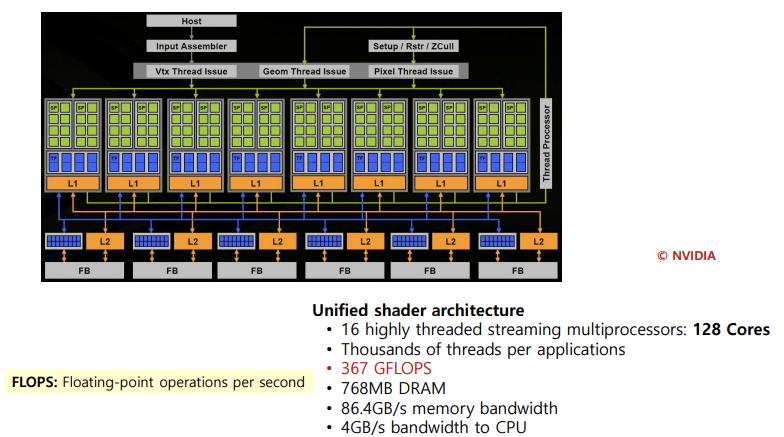 Host
Input Assembler
Setup / Rstr / ZCull
Vtx Thread Issue
Geom Thread Issue
Pixel Thread Issue
SP SP SP SP SP SP SP SP SP SP SP SP SP SP SP SP
Thread Processor
TF TF TF TF TF TF TF TF
L1 L1 L1 L1 L1 L1 L1 L1
L2 L2 L2 L2 L2 L2
FB FB FB FB FB FB
© NVIDIA
Unified shader architecture
• 16 highly threaded streaming multiprocessors: 128 Cores
• Thousands of threads per applications
• 367 GFLOPS
FLOPS: Floating-point operations per second
• 768MB DRAM
• 86.4GB/s memory bandwidth
• 4GB/s bandwidth to CPU